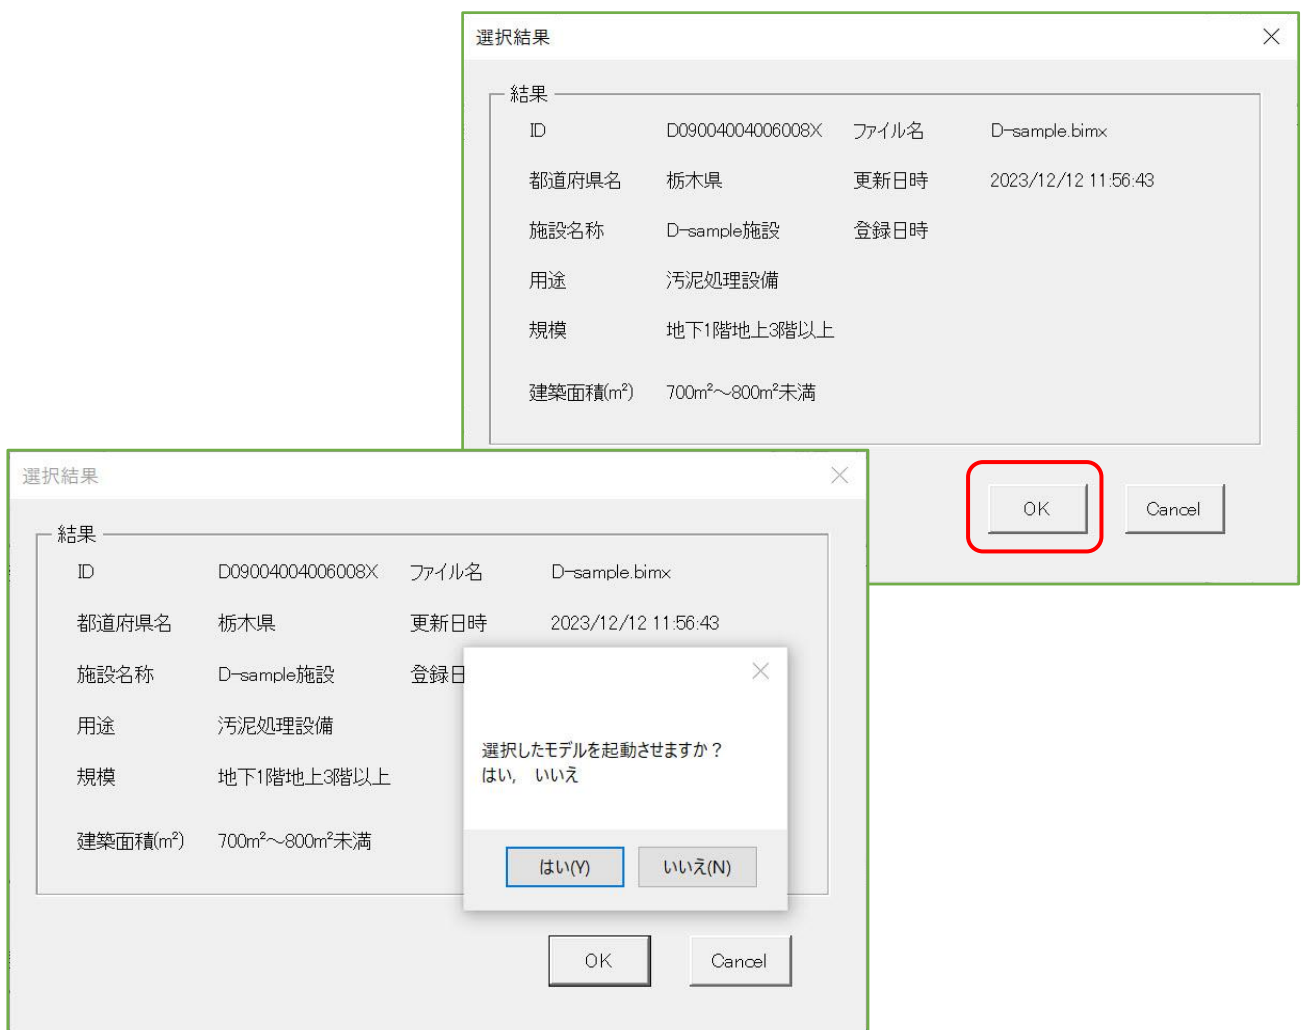 選択結果
結果
ID D09004004006008X ファイル名 D-sample.bimx
都道府県名 栃木県 更新日時 2023/12/12 11:56:43
施設名称 D-sample施設 登録日時
用途 汚泥処理設備
規模 地下1階地上3階以上
建築面積(m²) 700m²～800m²未満
OK Cancel
選択結果
結果
ID D09004004006008X ファイル名 D-sample.bimx
都道府県名 栃木県 更新日時 2023/12/12 11:56:43
施設名称 D-sample施設 登録日
用途 汚泥処理設備
規模 地下1階地上3階以上
建築面積(m²) 700m²～800m²未満
選択したモデルを起動させますか？
はい, いいえ
はい(Y) いいえ(N)
OK Cancel